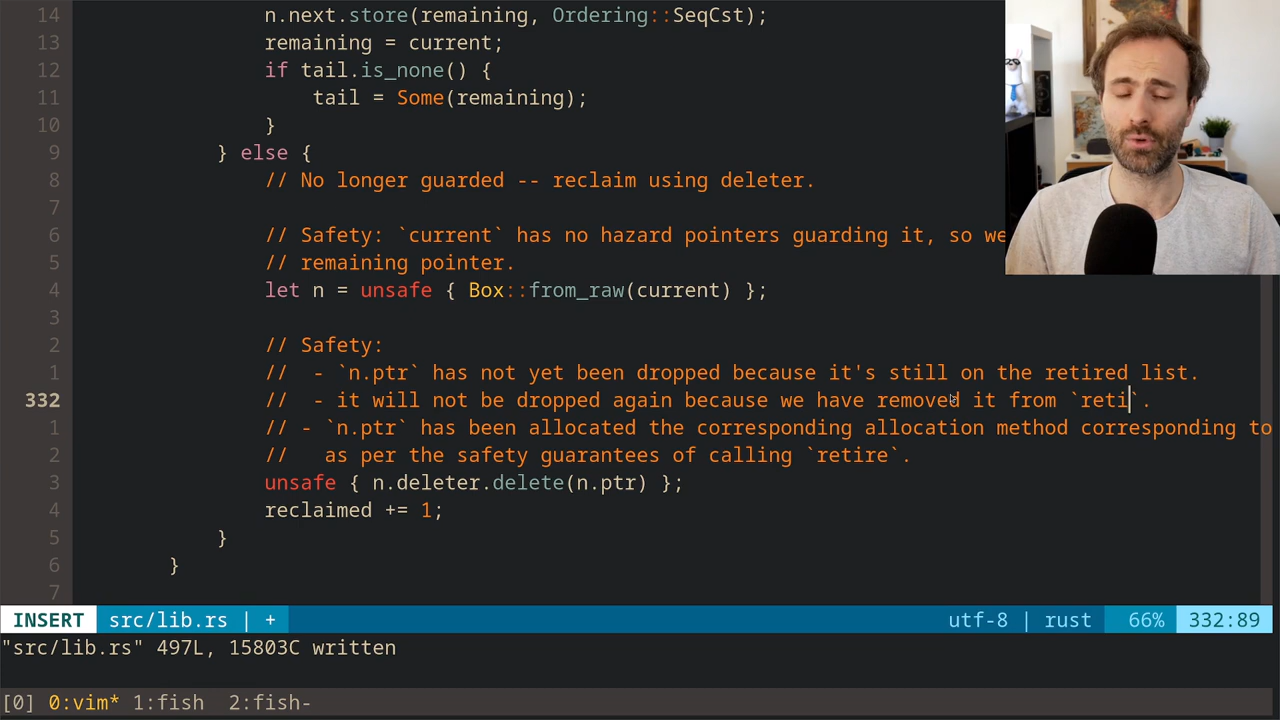 14 n.next.store(remaining, Ordering::SeqCst);
13 remaining = current;
12 if tail.is_none() {
11 tail = Some(remaining);
10 }
9 } else {
8 // No longer guarded -- reclaim using deleter.
7
6 // Safety: `current` has no hazard pointers guarding it, so we
5 // remaining pointer.
4 let n = unsafe { Box::from_raw(current) };
3
2 // Safety:
1 //  - `n.ptr` has not yet been dropped because it's still on the retired list.
332 //  - it will not be dropped again because we have removed it from `reti`.
1 // - `n.ptr` has been allocated the corresponding allocation method corresponding to
2 //   as per the safety guarantees of calling `retire`.
3 unsafe { n.deleter.delete(n.ptr) };
4 reclaimed += 1;
5 }
6 }
7
INSERT src/lib.rs | + utf-8 | rust 66% 332:89
"src/lib.rs" 497L, 15803C written
[0] 0:vim* 1:fish 2:fish-